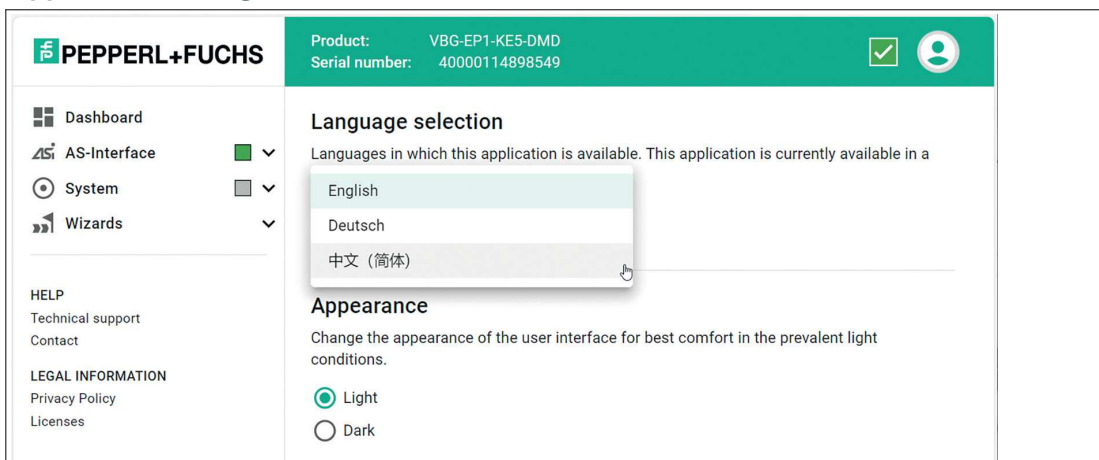 PEPPERL+FUCHS
Product: VBG-EP1-KE5-DMD
Serial number: 40000114898549
Dashboard
AS-Interface
System
Wizards
HELP
Technical support
Contact
LEGAL INFORMATION
Privacy Policy
Licenses
Language selection
Languages in which this application is available. This application is currently available in a
English
Deutsch
中文（简体)
Appearance
Change the appearance of the user interface for best comfort in the prevalent light
conditions.
Light
Dark